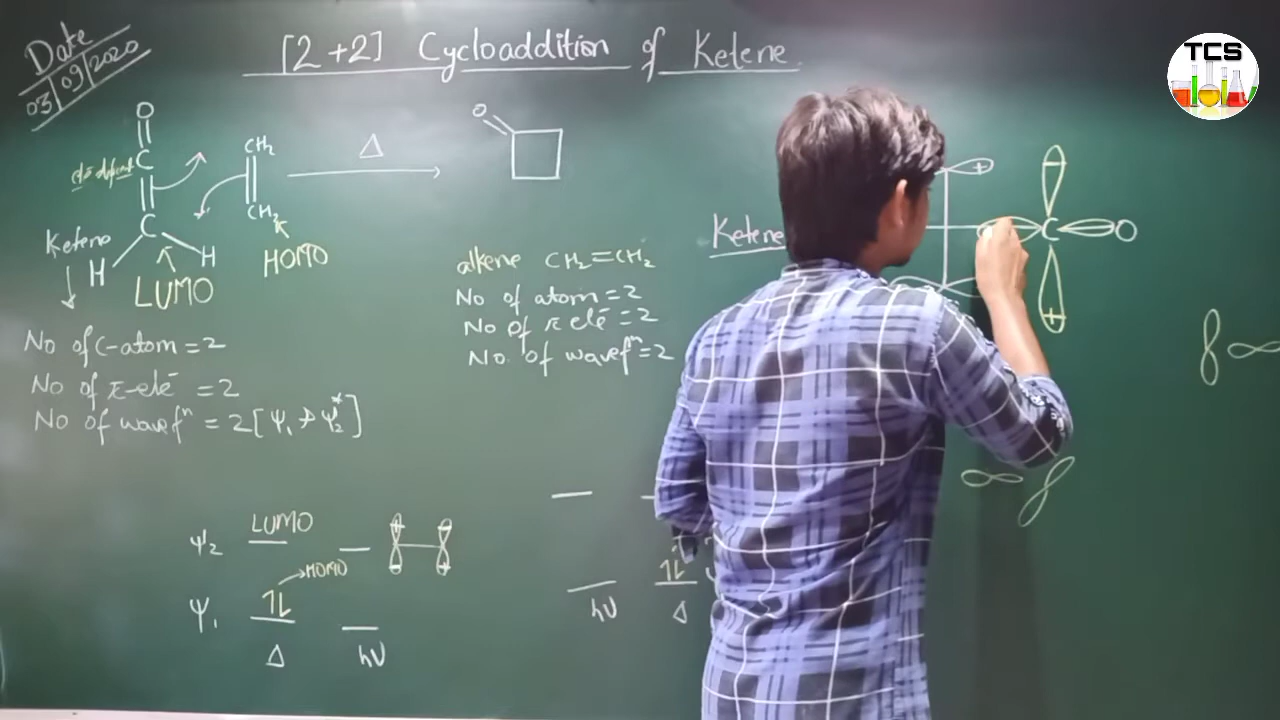 Date
03/09/2020
[2+2] Cycloaddition of Ketene.
TCS
O
C
C
H H
Ketene
LUMO
CH2
CH2
HOMO
Δ
O
No of C-atom = 2
No of π-ele⁻ = 2
No of wavefⁿ = 2 [Ψ1 → Ψ2*]
alkene CH2=CH2
No of atom = 2
No of π ele⁻ = 2
No. of wavefⁿ = 2
Ketene
+
C O
+
Ψ2 LUMO
HOMO
Ψ1 1L
Δ hν
hν Δ
1L